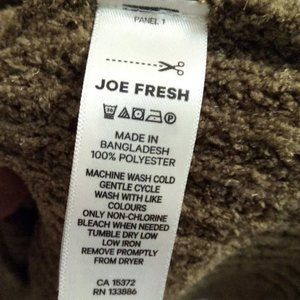 PANEL 1
JOE FRESH
MADE IN
BANGLADESH
100% POLYESTER
MACHINE WASH COLD
GENTLE CYCLE
WASH WITH LIKE
COLOURS
ONLY NON-CHLORINE
BLEACH WHEN NEEDED
TUMBLE DRY LOW
LOW IRON
REMOVE PROMPTLY
FROM DRYER
CA 15372
RN 133886